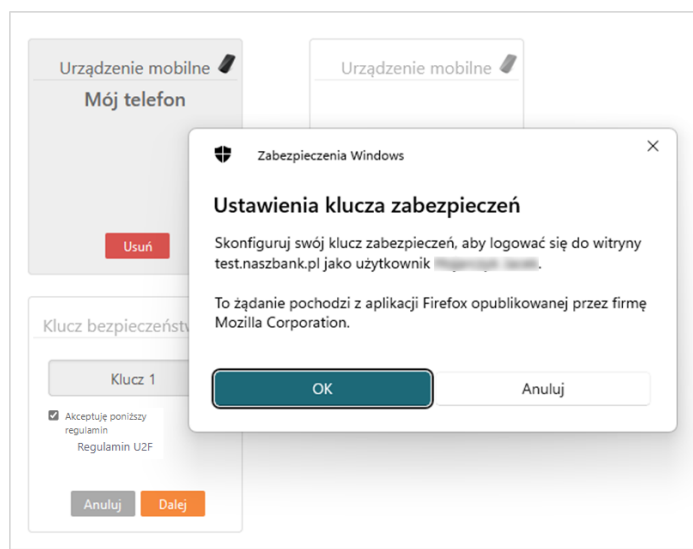 Urządzenie mobilne
Mój telefon
Usuń
Urządzenie mobilne
Zabezpieczenia Windows
Ustawienia klucza zabezpieczeń
Skonfiguruj swój klucz zabezpieczeń, aby logować się do witryny
test.naszbank.pl jako użytkownik
To żądanie pochodzi z aplikacji Firefox opublikowanej przez firmę
Mozilla Corporation.
OK
Anuluj
Klucz bezpieczeństw
Klucz 1
Akceptuję poniższy
regulamin
Regulamin U2F
Anuluj
Dalej